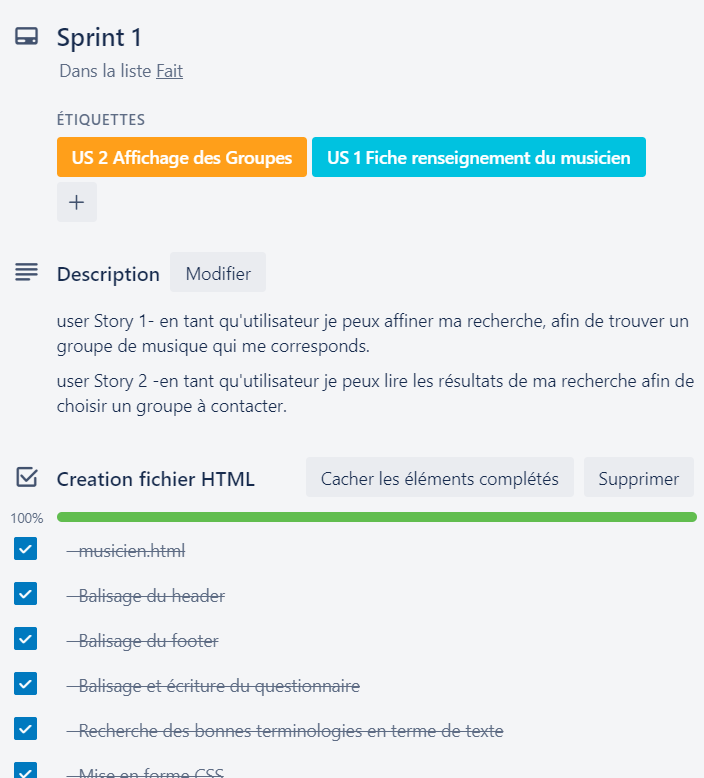 Sprint 1
Dans la liste Fait
ÉTIQUETTES
US 2 Affichage des Groupes
US 1 Fiche renseignement du musicien
+
Description
Modifier
user Story 1- en tant qu'utilisateur je peux affiner ma recherche, afin de trouver un
groupe de musique qui me corresponds.
user Story 2 -en tant qu'utilisateur je peux lire les résultats de ma recherche afin de
choisir un groupe à contacter.
Creation fichier HTML
Cacher les éléments complétés
Supprimer
100%
- musicien.html
- Balisage du header
- Balisage du footer
- Balisage et écriture du questionnaire
- Recherche des bonnes terminologies en terme de texte
- Mise en forme CSS